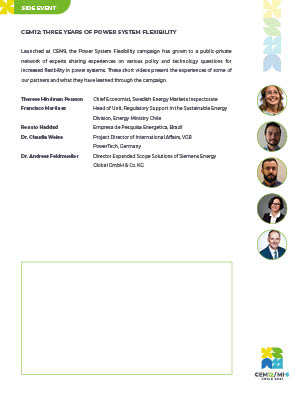 SIDE EVENT
CEM12: THREE YEARS OF POWER SYSTEM FLEXIBILITY
Launched at CEM9, the Power System Flexibility campaign has grown to a public-private
network of experts sharing experiences on various policy and technology questions for
increased flexibility in power systems. These short videos present the experiences of some of
our partners and what they have learned through the campaign.
Therese Hindman Persson Chief Economist, Swedish Energy Markets Inspectorate
Francisco Martinez Head of Unit, Regulatory Support in the Sustainable Energy
Division, Energy Ministry Chile
Renato Haddad Empresa de Pesquisa Energetica, Brazil
Dr. Claudia Weise Project Director of International Affairs, VGB
PowerTech, Germany
Dr. Andreas Feldmueller Director Expanded Scope Solutions of Siemens Energy
Global GmbH & Co. KG
CEM12/MI-6
CHILE 2021